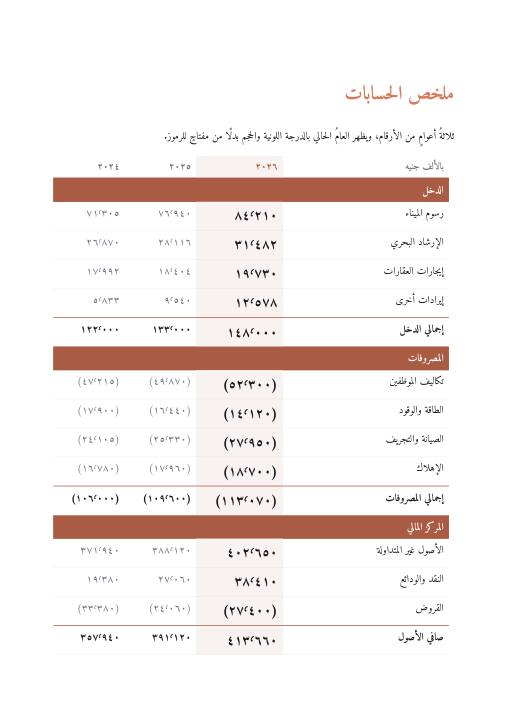 ملخص الحسابات
ثلاثةُ أعوامٍ من الأرقام، ويظهر العامُ الحالي بالدرجة اللونية والحجم بدلًا من مفتاحٍ للرموز.
بالألف جنيه ٢٠٢٦ ٢٠٢٥ ٢٠٢٤
الدخل
رسوم الميناء ٨٤٬٢١٠ ٧٦٬٩٤٠ ٧١٬٣٠٥
الإرشاد البحري ٣١٬٤٨٢ ٢٨٬١١٦ ٢٦٬٨٧٠
إيجارات العقارات ١٩٬٧٣٠ ١٨٬٤٠٤ ١٧٬٩٩٢
إيرادات أخرى ١٢٬٥٧٨ ٩٬٥٤٠ ٥٬٨٣٣
إجمالي الدخل ١٤٨٬٠٠٠ ١٣٣٬٠٠٠ ١٢٢٬٠٠٠
المصروفات
تكاليف الموظفين (٥٢٬٣٠٠) (٤٩٬٨٧٠) (٤٧٬٢١٥)
الطاقة والوقود (١٤٬١٢٠) (١٦٬٤٤٠) (١٧٬٩٠٠)
الصيانة والتجريف (٢٧٬٩٥٠) (٢٥٬٣٣٠) (٢٤٬١٠٥)
الإهلاك (١٨٬٧٠٠) (١٧٬٩٦٠) (١٦٬٧٨٠)
إجمالي المصروفات (١١٣٬٠٧٠) (١٠٩٬٦٠٠) (١٠٦٬٠٠٠)
المركز المالي
الأصول غير المتداولة ٤٠٢٬٦٥٠ ٣٨٨٬١٢٠ ٣٧١٬٩٤٠
النقد والودائع ٣٨٬٤١٠ ٢٧٬٠٦٠ ١٩٬٣٨٠
القروض (٢٧٬٤٠٠) (٢٤٬٠٦٠) (٣٣٬٣٨٠)
صافي الأصول ٤١٣٬٦٦٠ ٣٩١٬١٢٠ ٣٥٧٬٩٤٠